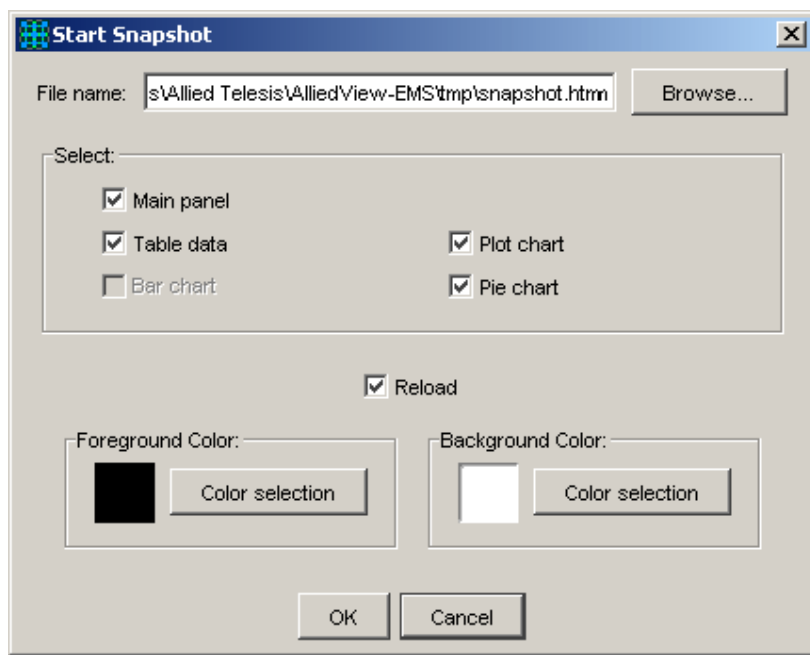 Start Snapshot
File name: s\Allied Telesis\AlliedView-EMS\tmp\snapshot.htm Browse...
Select:
Main panel
Table data Plot chart
Bar chart Pie chart
Reload
Foreground Color: Background Color:
Color selection Color selection
OK Cancel